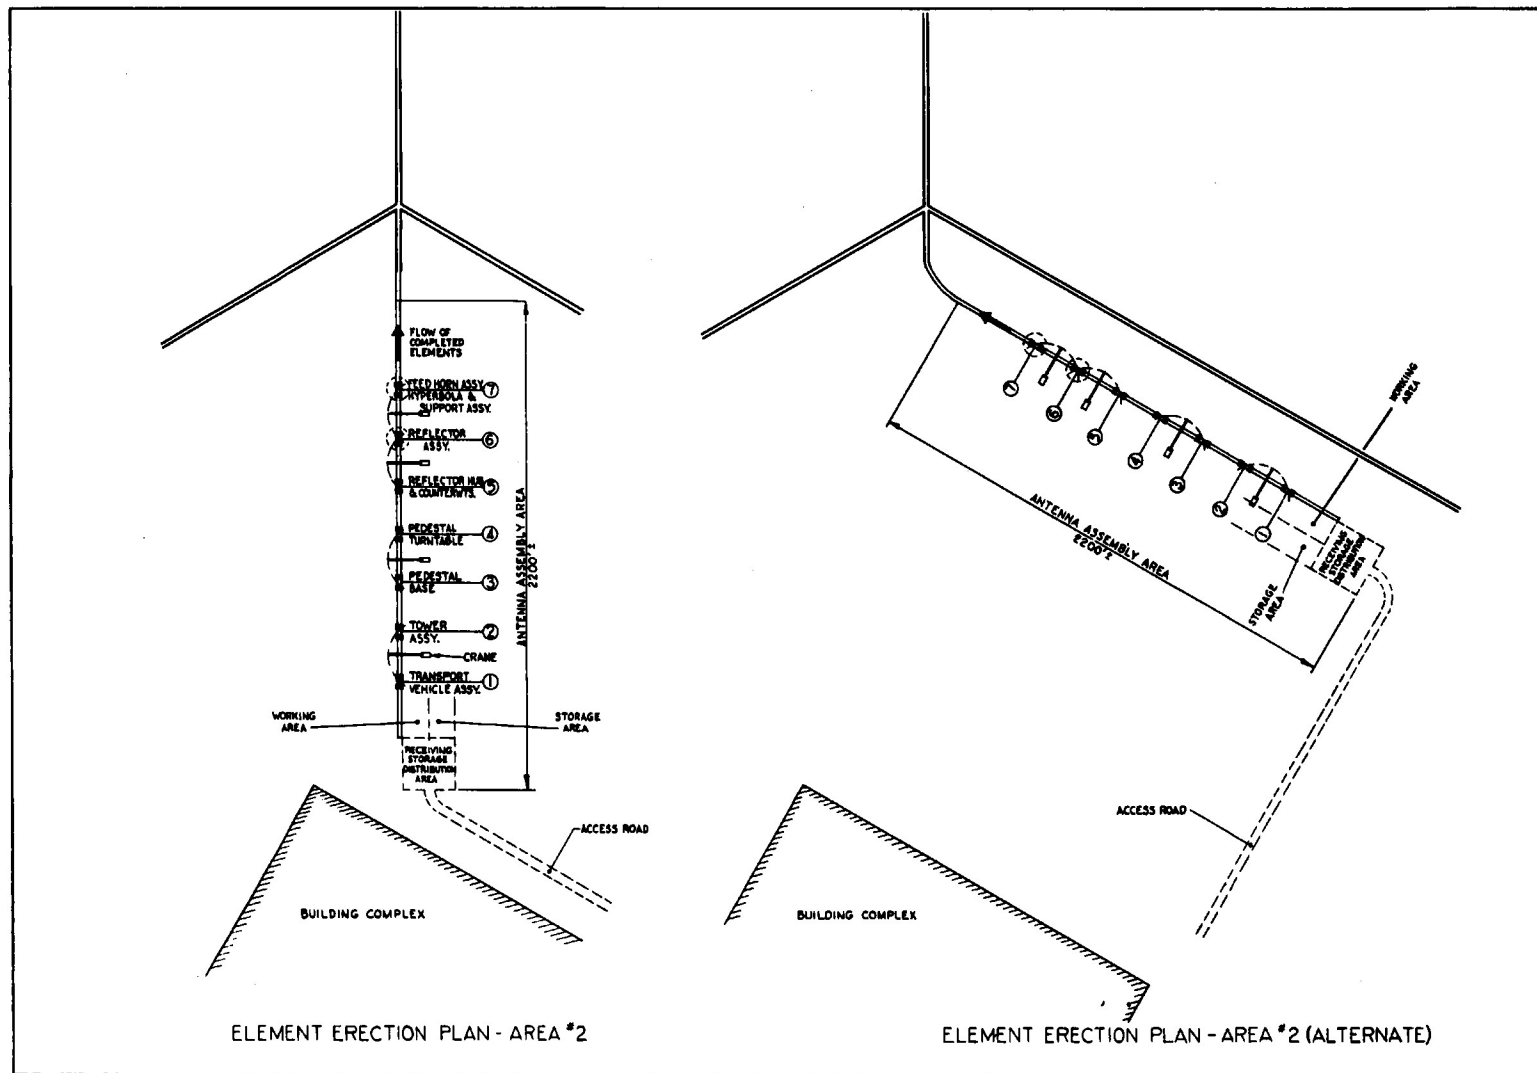 FLOW OF
COMPLETED
ELEMENTS
FEED HORN ASSY. 7
HYPERBOLA &
SUPPORT ASSY.
REFLECTOR 6
ASSY.
REFLECTOR HUB 5
& COUNTERWTS.
PEDESTAL 4
TURNTABLE
PEDESTAL 3
BASE
TOWER 2
ASSY.
CRANE
TRANSPORT 1
VEHICLE ASSY.
ANTENNA ASSEMBLY AREA
2200'±
WORKING
AREA
STORAGE
AREA
RECEIVING
STORAGE
DISTRIBUTION
AREA
ACCESS ROAD
BUILDING COMPLEX
ELEMENT ERECTION PLAN - AREA #2
7
6
5
4
3
2
1
WORKING
AREA
ANTENNA ASSEMBLY AREA
2200'±
RECEIVING
STORAGE
DISTRIBUTION
AREA
STORAGE
AREA
ACCESS ROAD
BUILDING COMPLEX
ELEMENT ERECTION PLAN - AREA #2 (ALTERNATE)